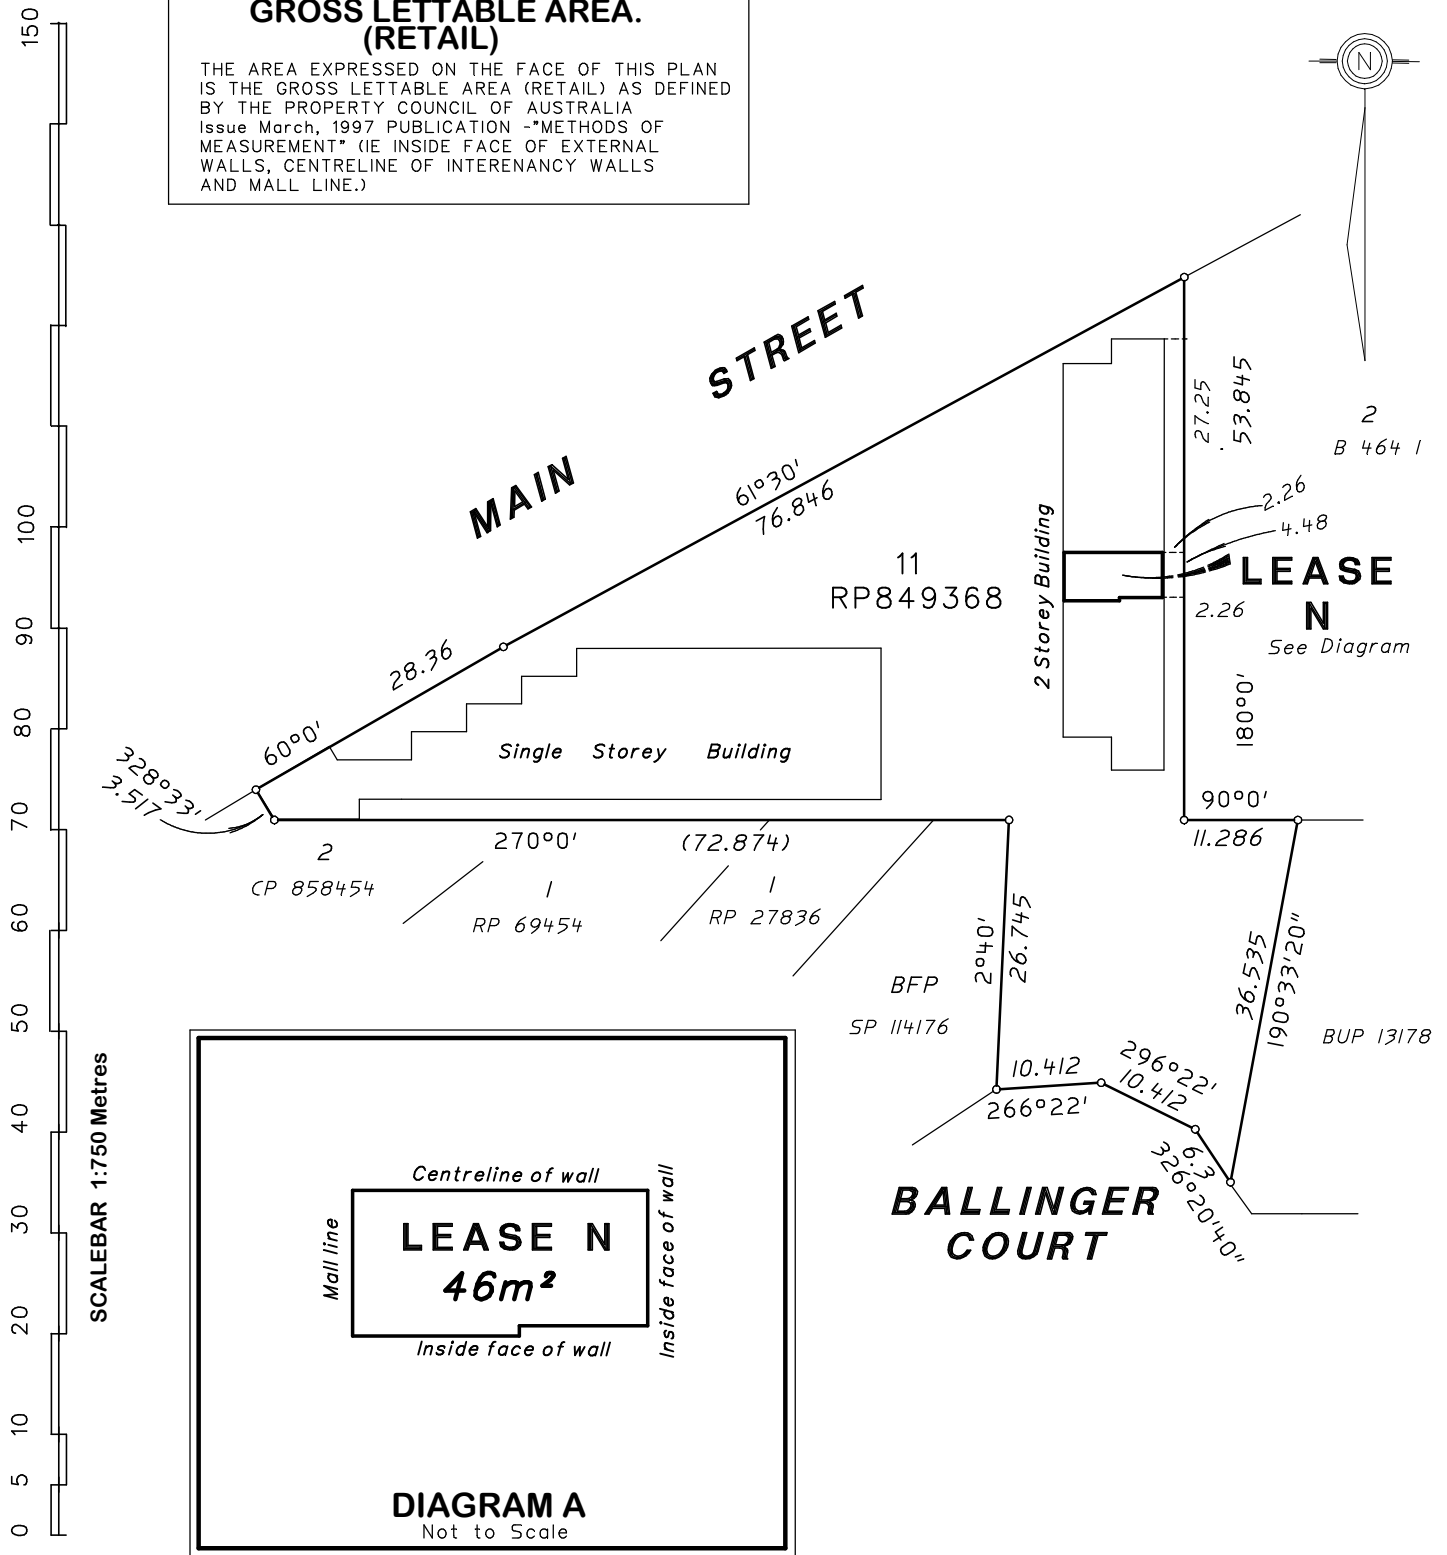 GROSS LETTABLE AREA.
(RETAIL)
THE AREA EXPRESSED ON THE FACE OF THIS PLAN
IS THE GROSS LETTABLE AREA (RETAIL) AS DEFINED
BY THE PROPERTY COUNCIL OF AUSTRALIA
Issue March, 1997 PUBLICATION -"METHODS OF
MEASUREMENT" (IE INSIDE FACE OF EXTERNAL
WALLS, CENTRELINE OF INTERENANCY WALLS
AND MALL LINE.)
N
MAIN STREET
61°30'
76.846
27.25
53.845
2
B 464 1
2.26
4.48
LEASE
N
See Diagram
2.26
2 Storey Building
11
RP849368
28.36
60°0'
328°33'
3.517
Single Storey Building
180°0'
90°0'
11.286
270°0'
(72.874)
2
CP 858454
1
RP 69454
1
RP 27836
2°40'
26.745
BFP
SP 114176
36.535
190°33'20"
BUP 13178
10.412
266°22'
296°22'
10.412
6.3
326°20'40"
BALLINGER
COURT
Centreline of wall
Mall line
LEASE N
46m²
Inside face of wall
Inside face of wall
DIAGRAM A
Not to Scale
SCALEBAR 1:750 Metres
150
100
90
80
70
60
50
40
30
20
10
5
0